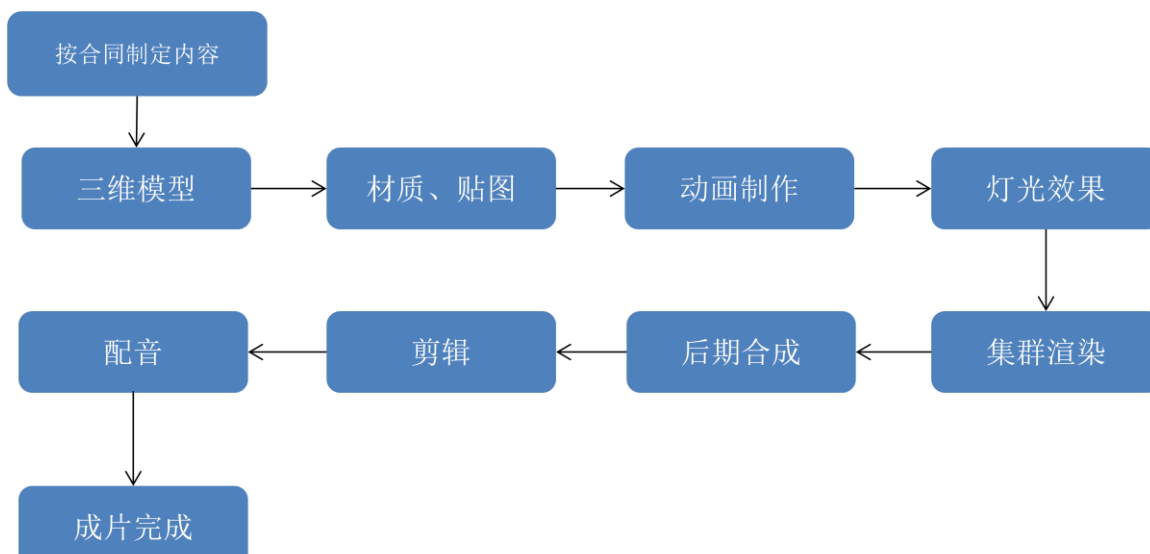 按合同制定内容
三维模型
材质、贴图
动画制作
灯光效果
集群渲染
后期合成
剪辑
配音
成片完成